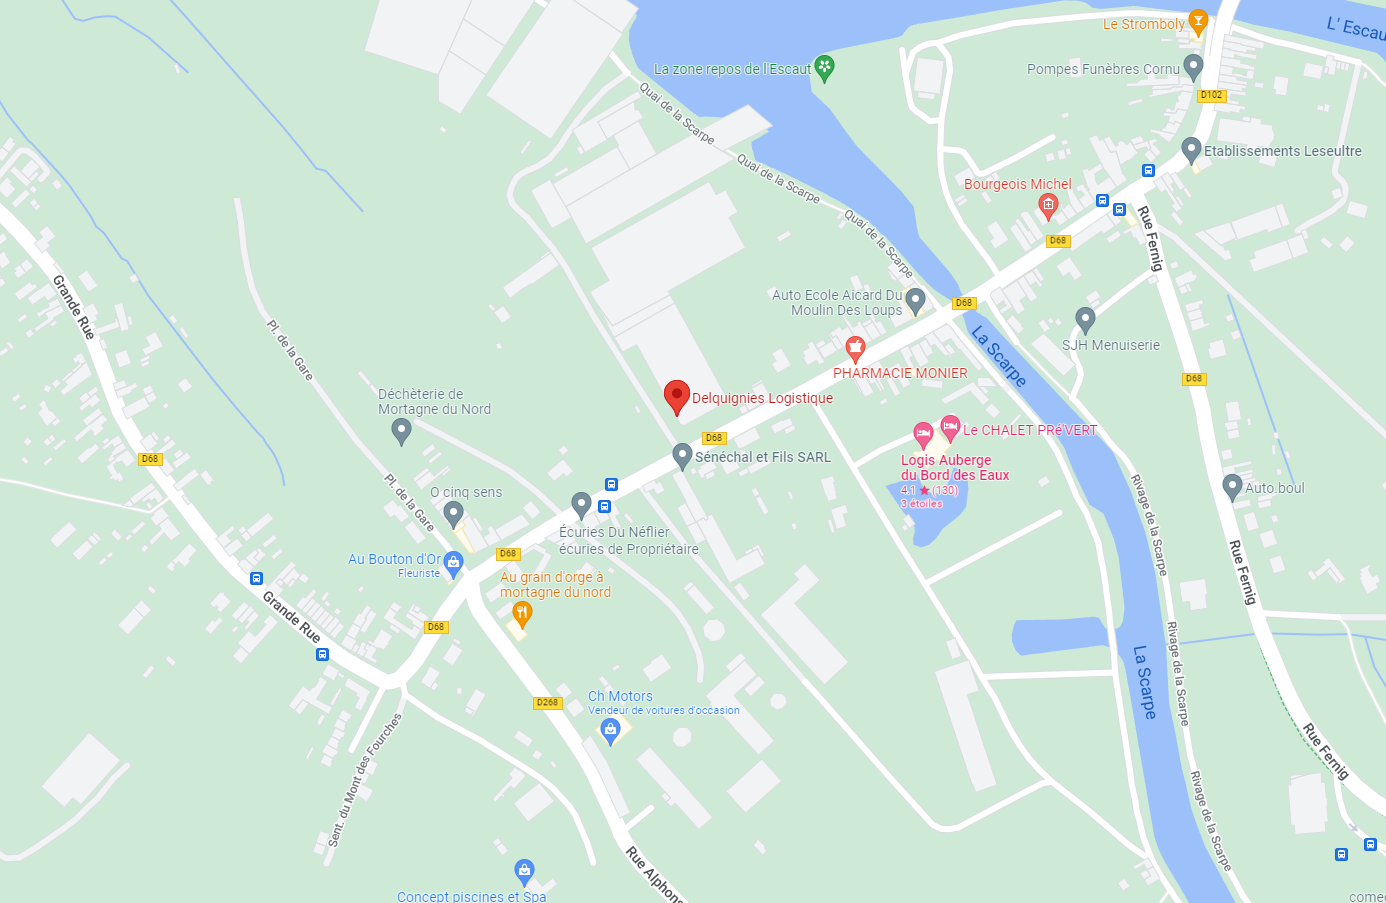 L' Escau
Le Stromboly
La zone repos de l'Escaut
Pompes Funèbres Cornu
D102
Quai de la Scarpe
Quai de la Scarpe
Quai de la Scarpe
Etablissements Leseultre
Bourgeois Michel
D68
Rue Fernig
Auto Ecole Aicard Du
Moulin Des Loups
D68
La Scarpe
SJH Menuiserie
PHARMACIE MONIER
D68
Grande Rue
Pl. de la Gare
Déchèterie de
Mortagne du Nord
Delquignies Logistique
D68
Sénéchal et Fils SARL
Le CHALET PRé'VERT
Logis Auberge
du Bord des Eaux
4.1 ★ (130)
3 étoiles
D68
Pl. de la Gare
O cinq sens
Auto.boul
Rivage de la Scarpe
Écuries Du Néflier
écuries de Propriétaire
D68
Au Bouton d'Or
Fleuriste
Au grain d'orge à
mortagne du nord
Rue Fernig
Grande Rue
D68
Rivage de la Scarpe
La Scarpe
D268
Ch Motors
Vendeur de voitures d'occasion
Sent. du Mont des Fourches
Rue Fernig
Rivage de la Scarpe
Rue Alphons
Concept piscines et Spa
comed